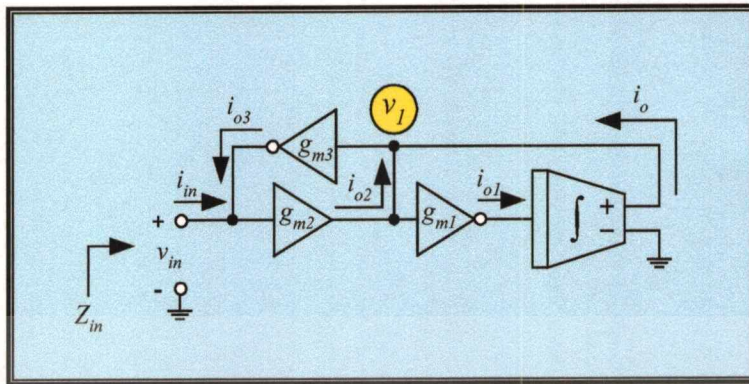 v1
io
io3
gm3
iin
io2
io1
gm2
gm1
∫
+
−
+
vin
-
Zin